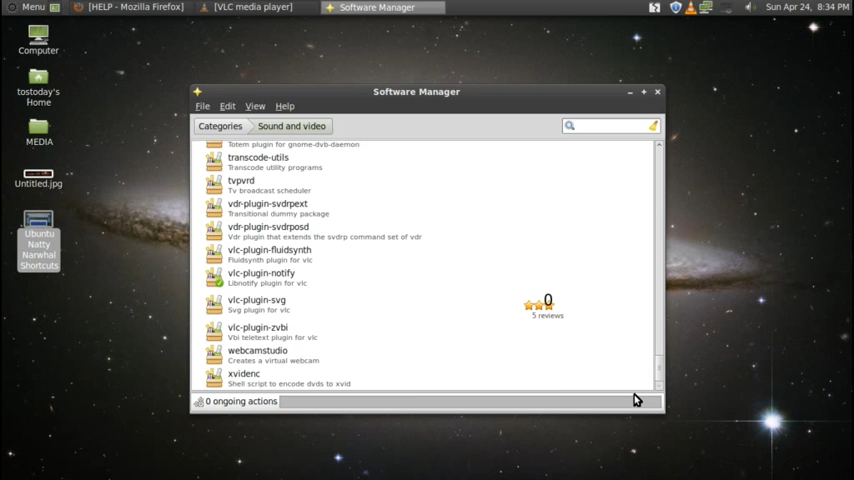 Menu [HELP - Mozilla Firefox] [VLC media player] Software Manager Sun Apr 24, 8:34 PM
Computer
tostoday's
Home
MEDIA
Untitled.jpg
Ubuntu
Natty
Narwhal
Shortcuts
Software Manager
File Edit View Help
Categories Sound and video
Totem plugin for gnome-dvb-daemon
transcode-utils
Transcode utility programs
tvpvrd
Tv broadcast scheduler
vdr-plugin-svdrpext
Transitional dummy package
vdr-plugin-svdrposd
Vdr plugin that extends the svdrp command set of vdr
vlc-plugin-fluidsynth
Fluidsynth plugin for vlc
vlc-plugin-notify
Libnotify plugin for vlc
vlc-plugin-svg
Svg plugin for vlc
0
5 reviews
vlc-plugin-zvbi
Vbi teletext plugin for vlc
webcamstudio
Creates a virtual webcam
xvidenc
Shell script to encode dvds to xvid
0 ongoing actions